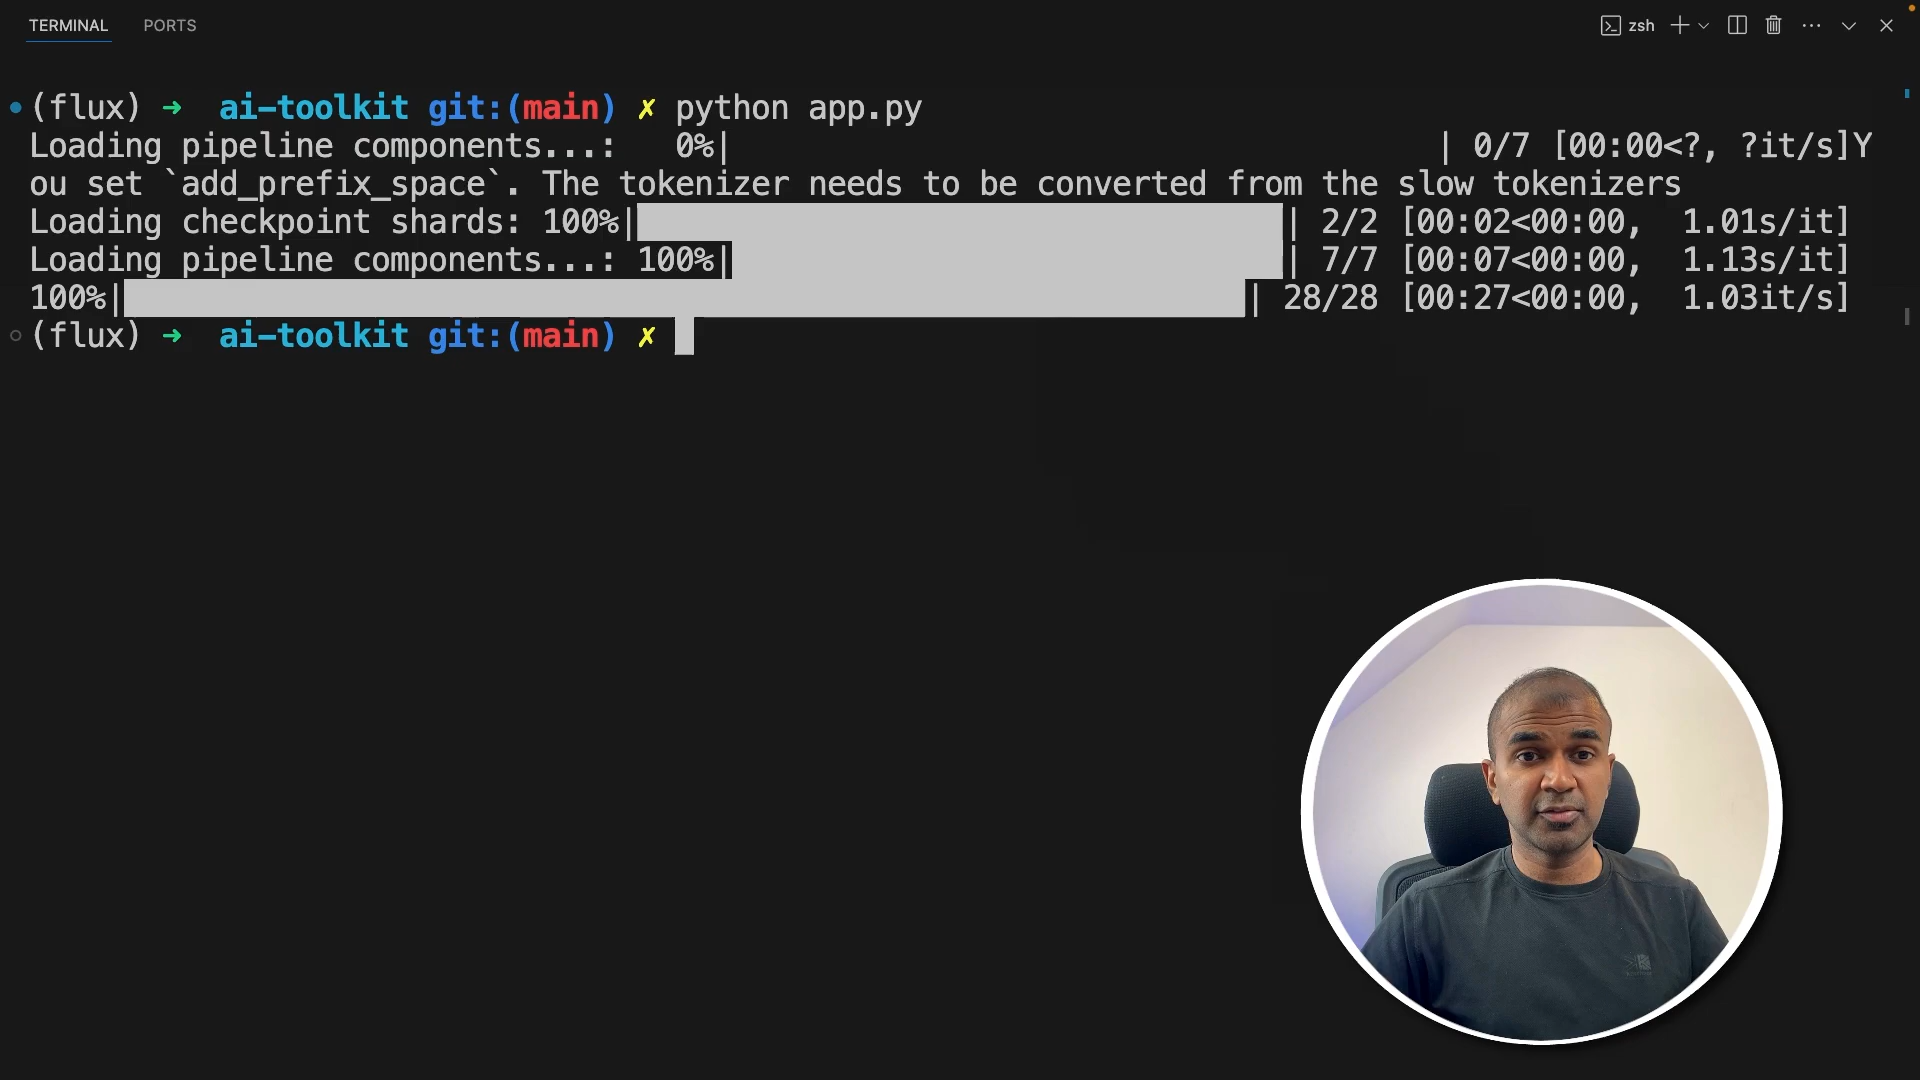 TERMINAL PORTS zsh
(flux) ➜ ai-toolkit git:(main) ✗ python app.py
Loading pipeline components...:   0%|          | 0/7 [00:00<?, ?it/s]Y
ou set `add_prefix_space`. The tokenizer needs to be converted from the slow tokenizers
Loading checkpoint shards: 100%|██████████| 2/2 [00:02<00:00,  1.01s/it]
Loading pipeline components...: 100%|██████████| 7/7 [00:07<00:00,  1.13s/it]
100%|██████████| 28/28 [00:27<00:00,  1.03it/s]
(flux) ➜ ai-toolkit git:(main) ✗